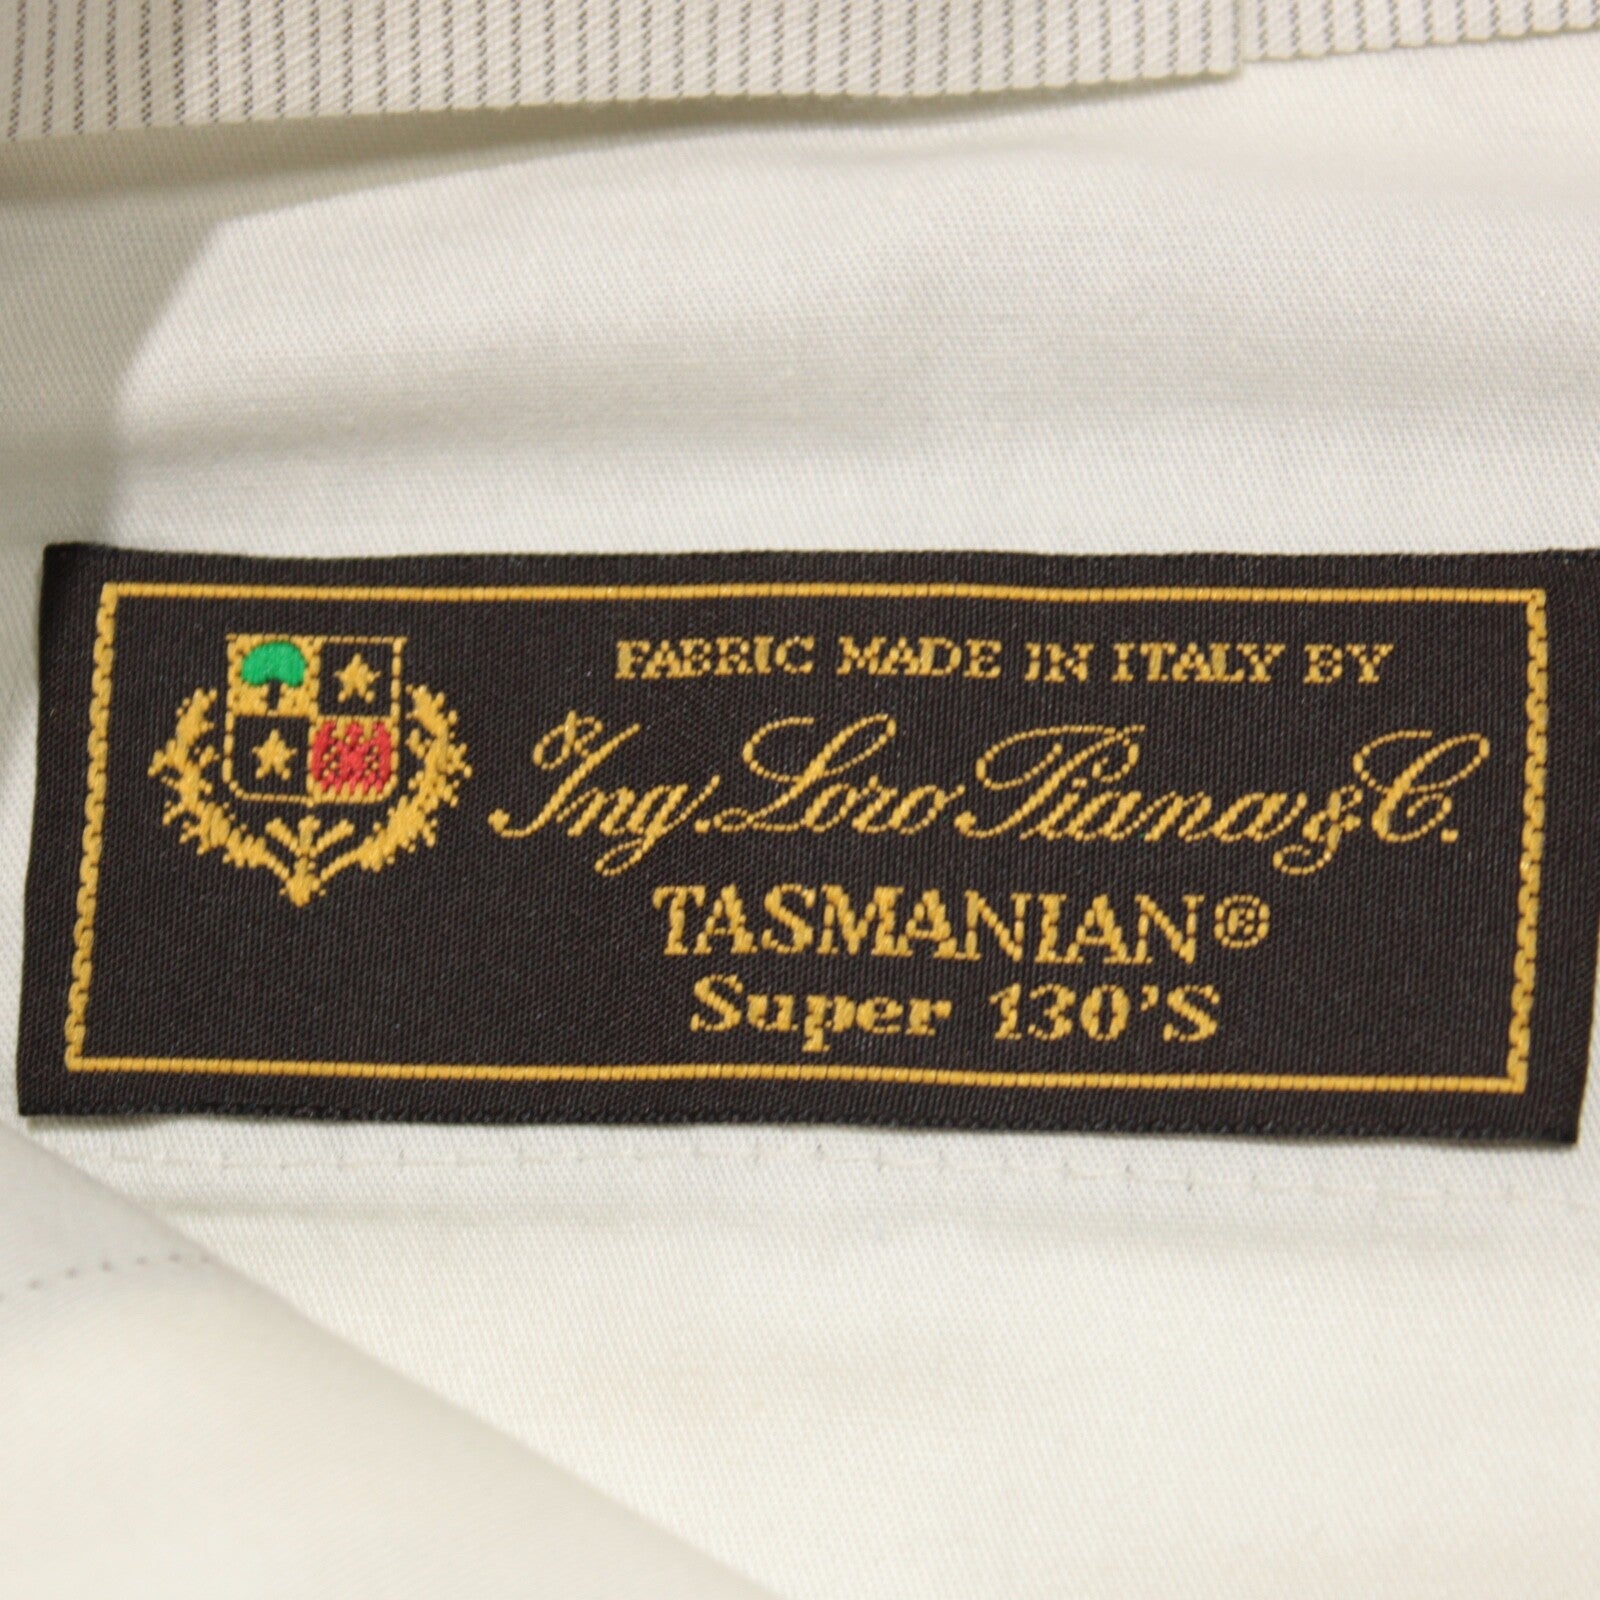 FABRIC MADE IN ITALY BY
Ing. Loro Piana & C.
TASMANIAN®
Super 130'S